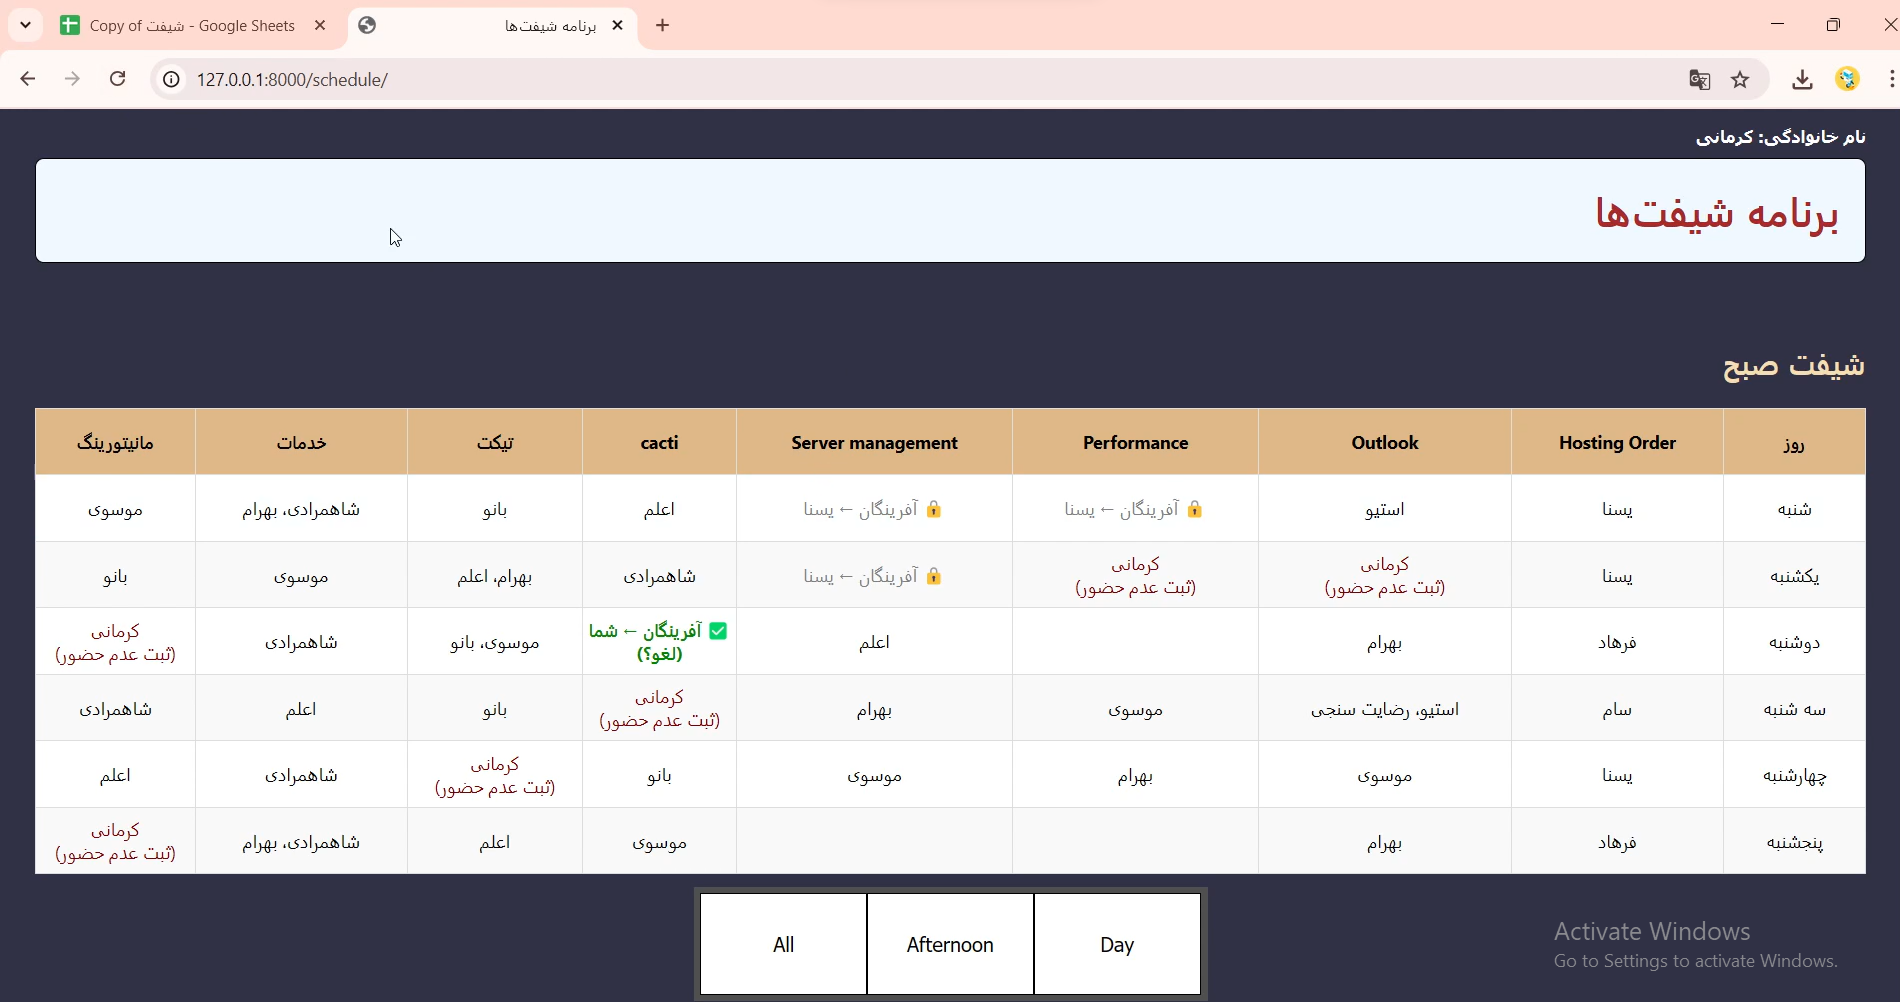 Copy of شیفت - Google Sheets
برنامه شیفت‌ها
127.0.0.1:8000/schedule/
نام خانوادگی: کرمانی
برنامه شیفت‌ها
شیفت صبح
روز	Hosting Order	Outlook	Performance	Server management	cacti	تیکت	خدمات	مانیتورینگ
شنبه	یسنا	استیو	🔒 آفرینگان ← یسنا	🔒 آفرینگان ← یسنا	اعلم	بانو	شاهمرادی، بهرام	موسوی
یکشنبه	یسنا	کرمانی (ثبت عدم حضور)	کرمانی (ثبت عدم حضور)	🔒 آفرینگان ← یسنا	شاهمرادی	بهرام، اعلم	موسوی	بانو
دوشنبه	فرهاد	بهرام		اعلم	✅ آفرینگان ← شما (لغو؟)	موسوی، بانو	شاهمرادی	کرمانی (ثبت عدم حضور)
سه شنبه	سام	استیو، رضایت سنجی	موسوی	بهرام	کرمانی (ثبت عدم حضور)	بانو	اعلم	شاهمرادی
چهارشنبه	یسنا	موسوی	بهرام	موسوی	بانو	کرمانی (ثبت عدم حضور)	شاهمرادی	اعلم
پنجشنبه	فرهاد	بهرام			موسوی	اعلم	شاهمرادی، بهرام	کرمانی (ثبت عدم حضور)
All	Afternoon	Day
Activate Windows
Go to Settings to activate Windows.